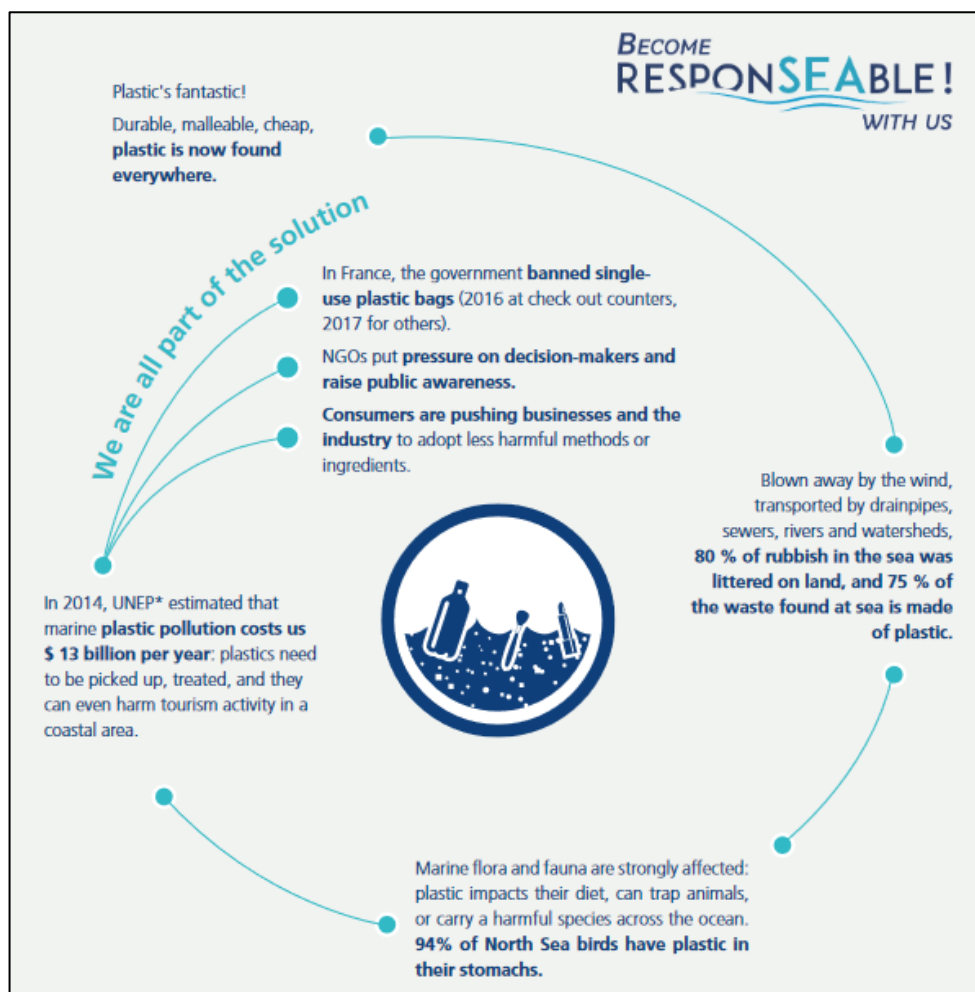 BECOME
RESPONSEABLE!
WITH US
Plastic's fantastic!
Durable, malleable, cheap,
plastic is now found
everywhere.
We are all part of the solution
In France, the government banned single-
use plastic bags (2016 at check out counters,
2017 for others).
NGOs put pressure on decision-makers and
raise public awareness.
Consumers are pushing businesses and the
industry to adopt less harmful methods or
ingredients.
Blown away by the wind,
transported by drainpipes,
sewers, rivers and watersheds,
80 % of rubbish in the sea was
littered on land, and 75 % of
the waste found at sea is made
of plastic.
In 2014, UNEP* estimated that
marine plastic pollution costs us
$ 13 billion per year: plastics need
to be picked up, treated, and they
can even harm tourism activity in a
coastal area.
Marine flora and fauna are strongly affected:
plastic impacts their diet, can trap animals,
or carry a harmful species across the ocean.
94% of North Sea birds have plastic in
their stomachs.